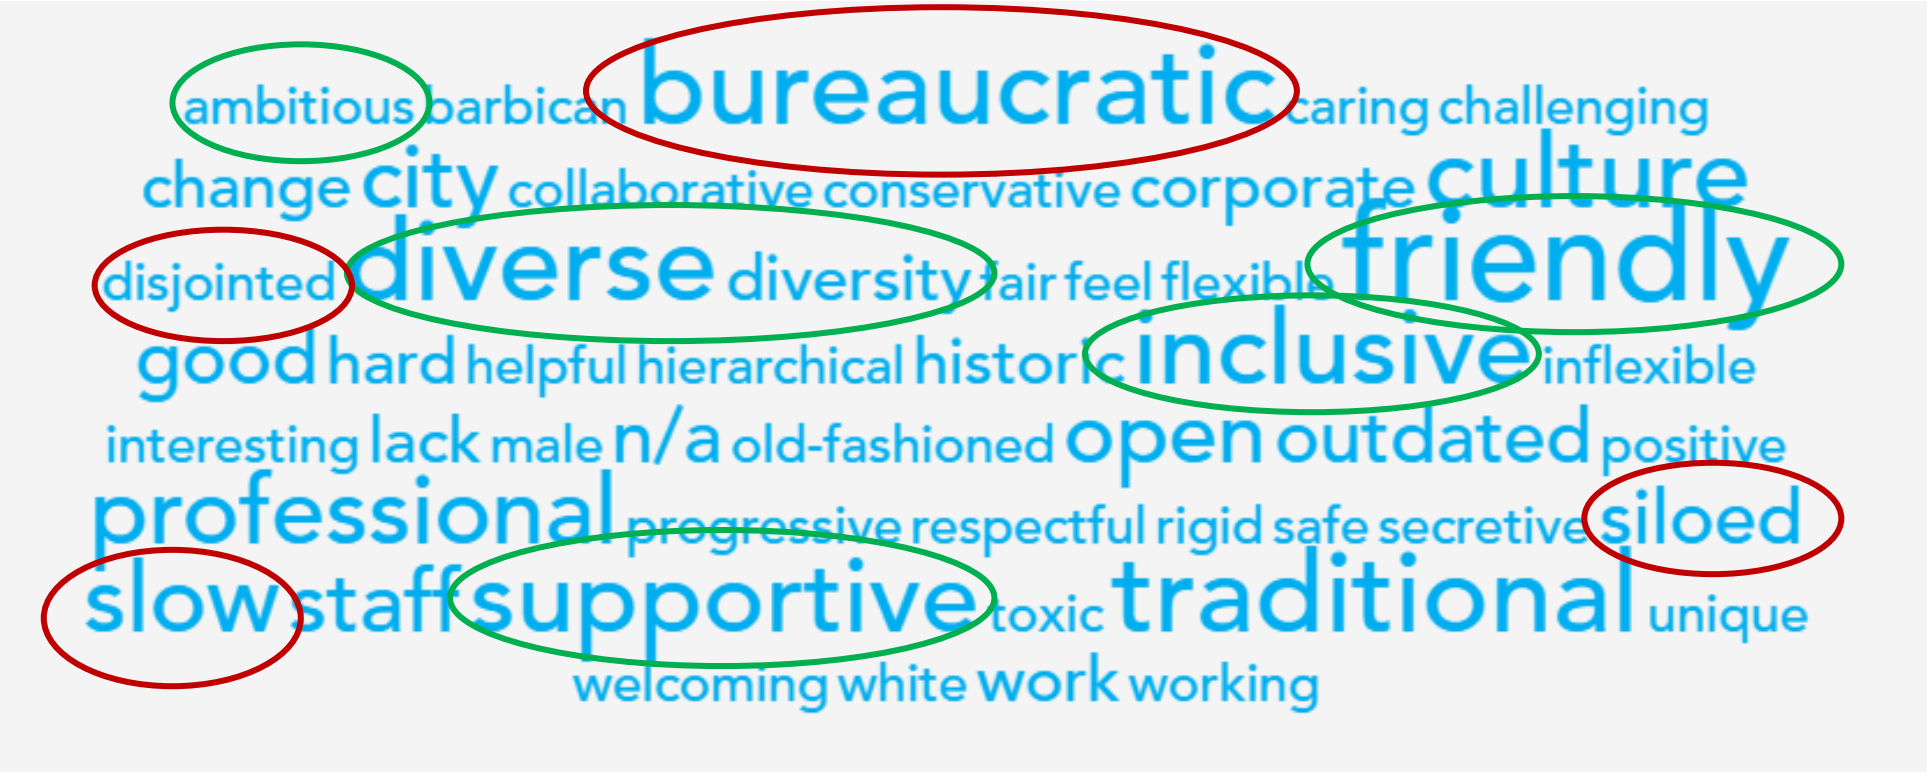 ambitious barbican bureaucratic caring challenging
change city collaborative conservative corporate culture
disjointed diverse diversity fair feel flexible friendly
good hard helpful hierarchical historic inclusive inflexible
interesting lack male n/a old-fashioned open outdated positive
professional progressive respectful rigid safe secretive siloed
slow staff supportive toxic traditional unique
welcoming white work working